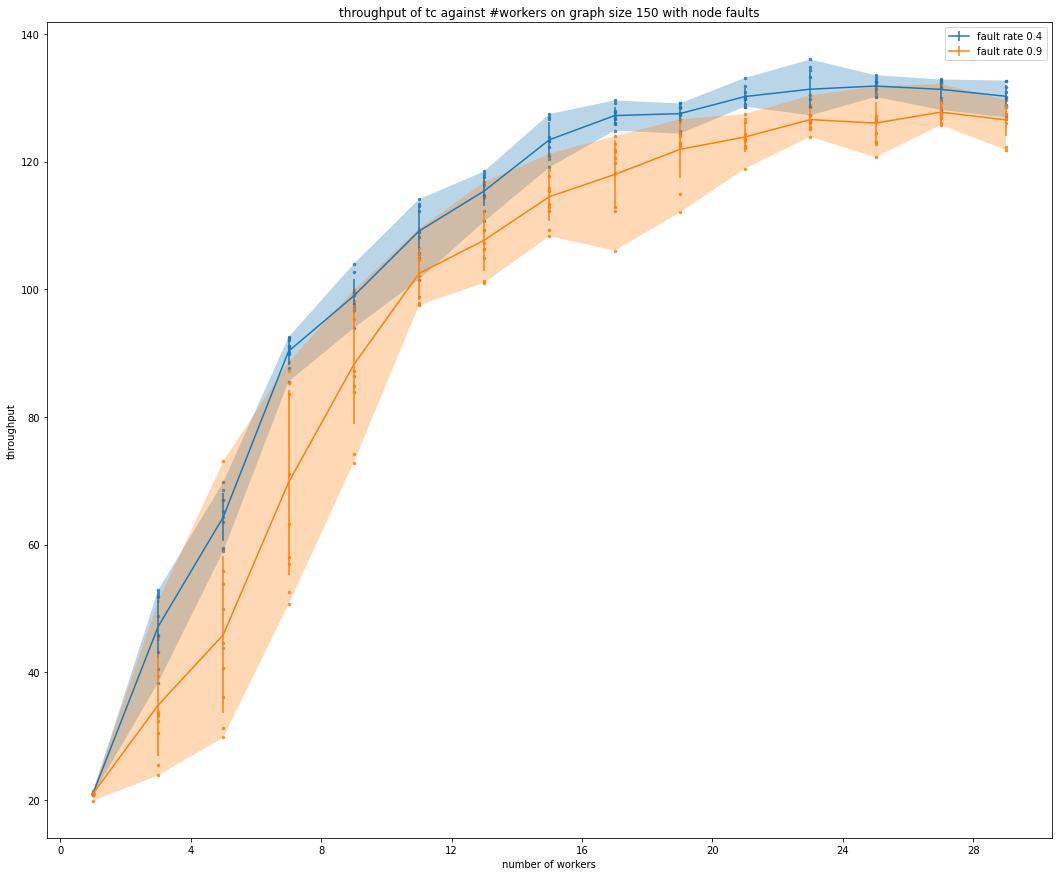 throughput of tc against #workers on graph size 150 with node faults
fault rate 0.4
fault rate 0.9
throughput
140
120
100
80
60
40
20
0 4 8 12 16 20 24 28
number of workers